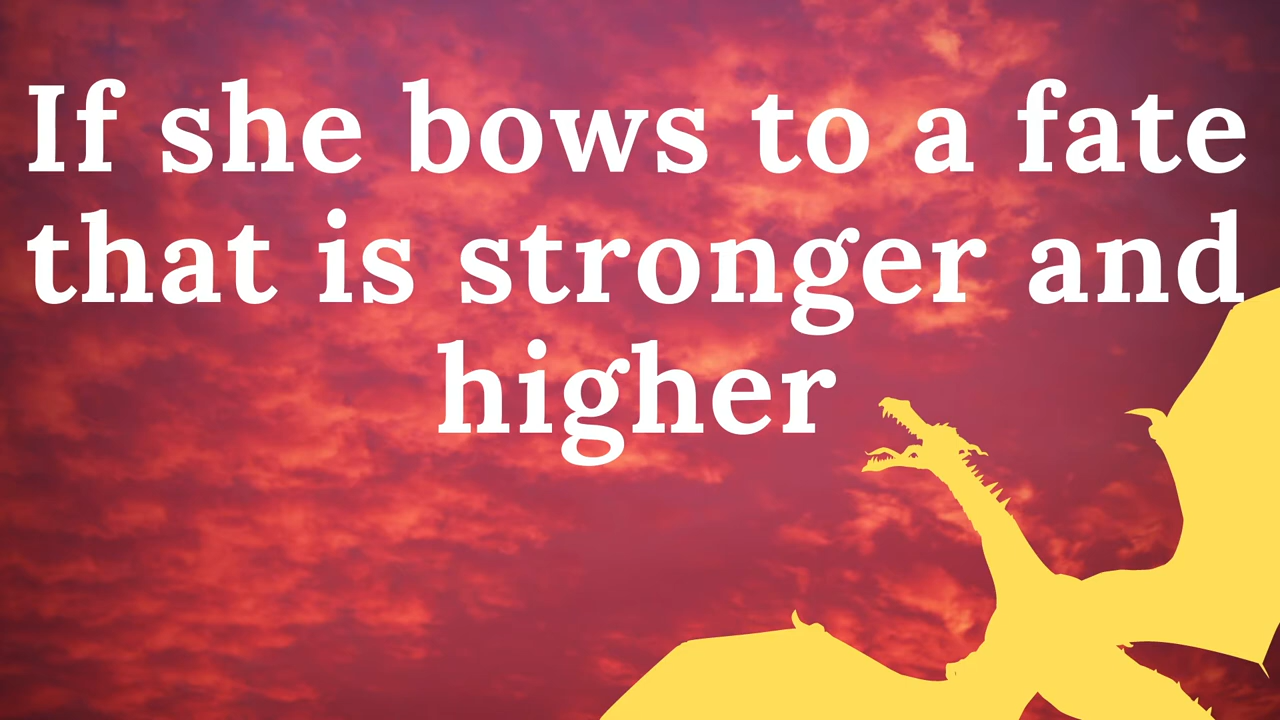 If she bows to a fate
that is stronger and
higher